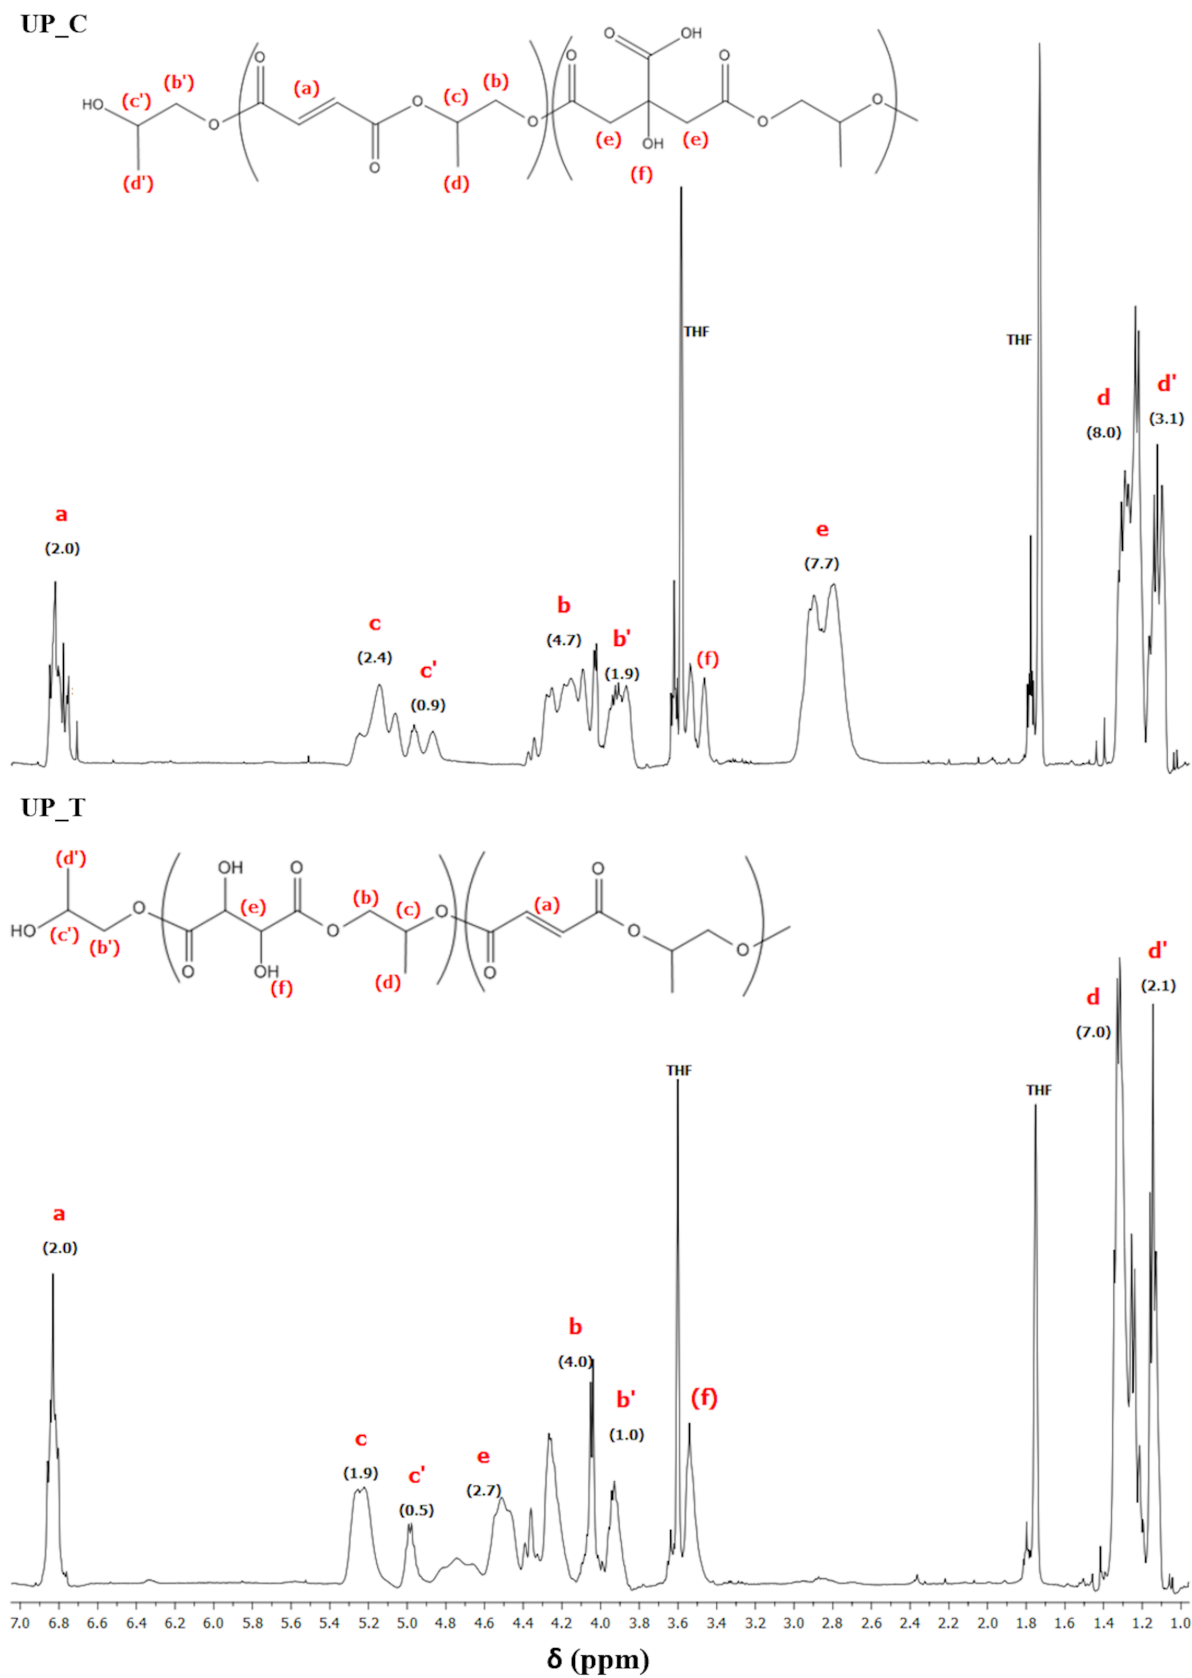 UP_C
O
OH
O
(a)
(b')
(b)
O
O
HO
(c')
O
(c)
O
O
O
(d')
O
(d)
(e)
OH
(e)
(f)
THF
THF
d
d'
(8.0)
(3.1)
a
(2.0)
e
(7.7)
c
(2.4)
c'
(0.9)
b
(4.7)
b'
(1.9)
(f)
UP_T
(d')
OH
O
O
O
(e)
(b)
(c)
O
(a)
HO
(c')
(b')
O
O
O
OH
(f)
(d)
O
O
THF
THF
d
d'
(7.0)
(2.1)
a
(2.0)
b
(4.0)
b'
(1.0)
(f)
c
(1.9)
c'
(0.5)
e
(2.7)
7.0 6.8 6.6 6.4 6.2 6.0 5.8 5.6 5.4 5.2 5.0 4.8 4.6 4.4 4.2 4.0 3.8 3.6 3.4 3.2 3.0 2.8 2.6 2.4 2.2 2.0 1.8 1.6 1.4 1.2 1.0
δ (ppm)